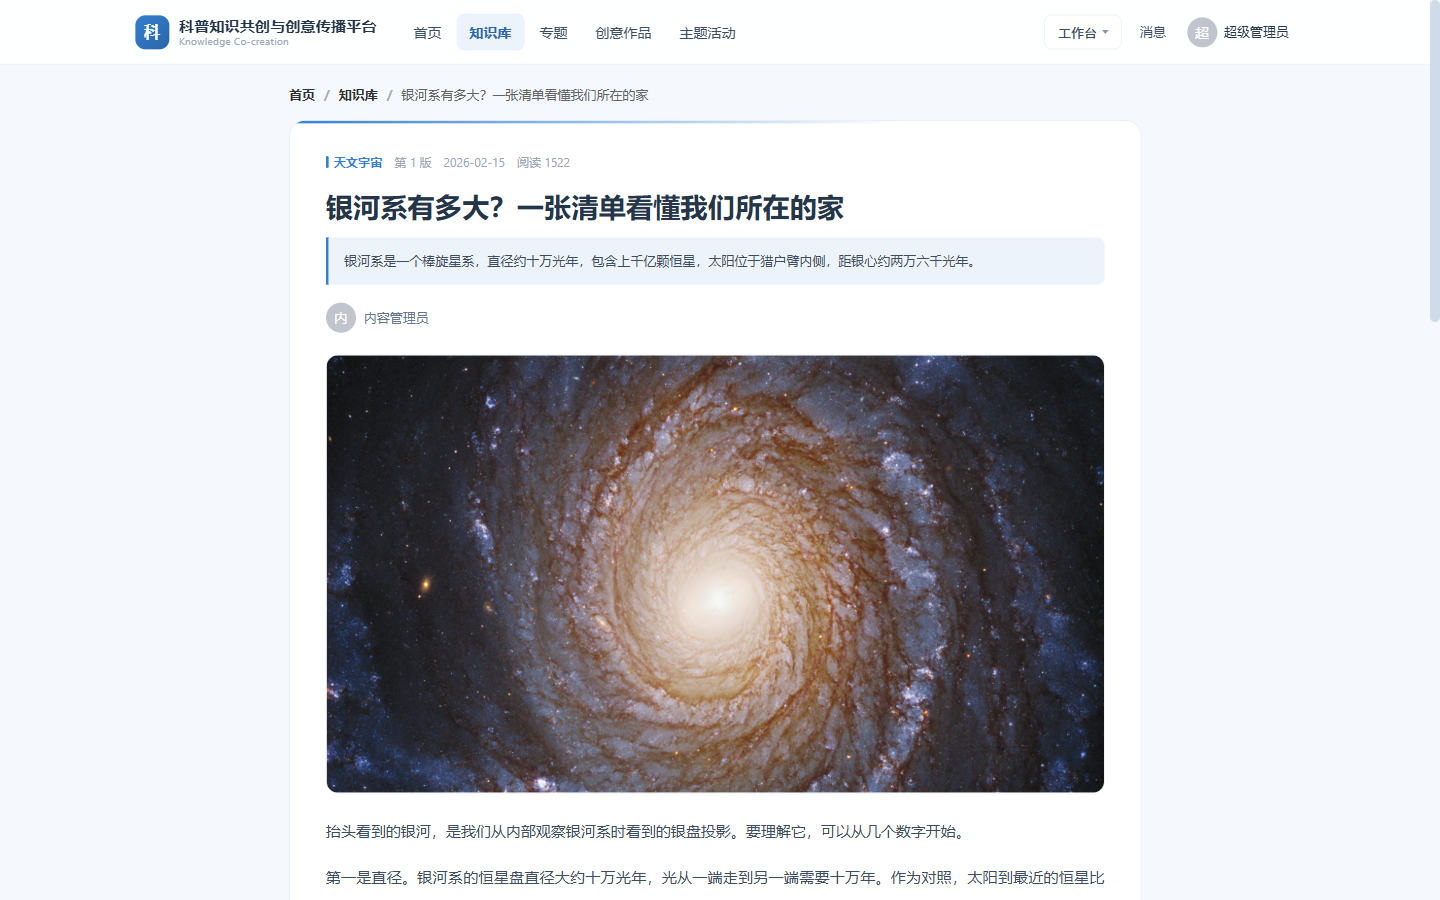 科
科普知识共创与创意传播平台
Knowledge Co-creation
首页
知识库
专题
创意作品
主题活动
工作台
消息
超
超级管理员
首页 / 知识库 / 银河系有多大？一张清单看懂我们所在的家
天文宇宙 第 1 版 2026-02-15 阅读 1522
银河系有多大？一张清单看懂我们所在的家
银河系是一个棒旋星系，直径约十万光年，包含上千亿颗恒星，太阳位于猎户臂内侧，距银心约两万六千光年。
内
内容管理员
抬头看到的银河，是我们从内部观察银河系时看到的银盘投影。要理解它，可以从几个数字开始。
第一是直径。银河系的恒星盘直径大约十万光年，光从一端走到另一端需要十万年。作为对照，太阳到最近的恒星比